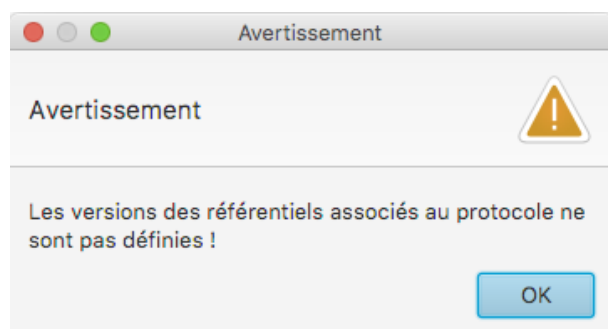 Avertissement
Avertissement
Les versions des référentiels associés au protocole ne
sont pas définies !
OK